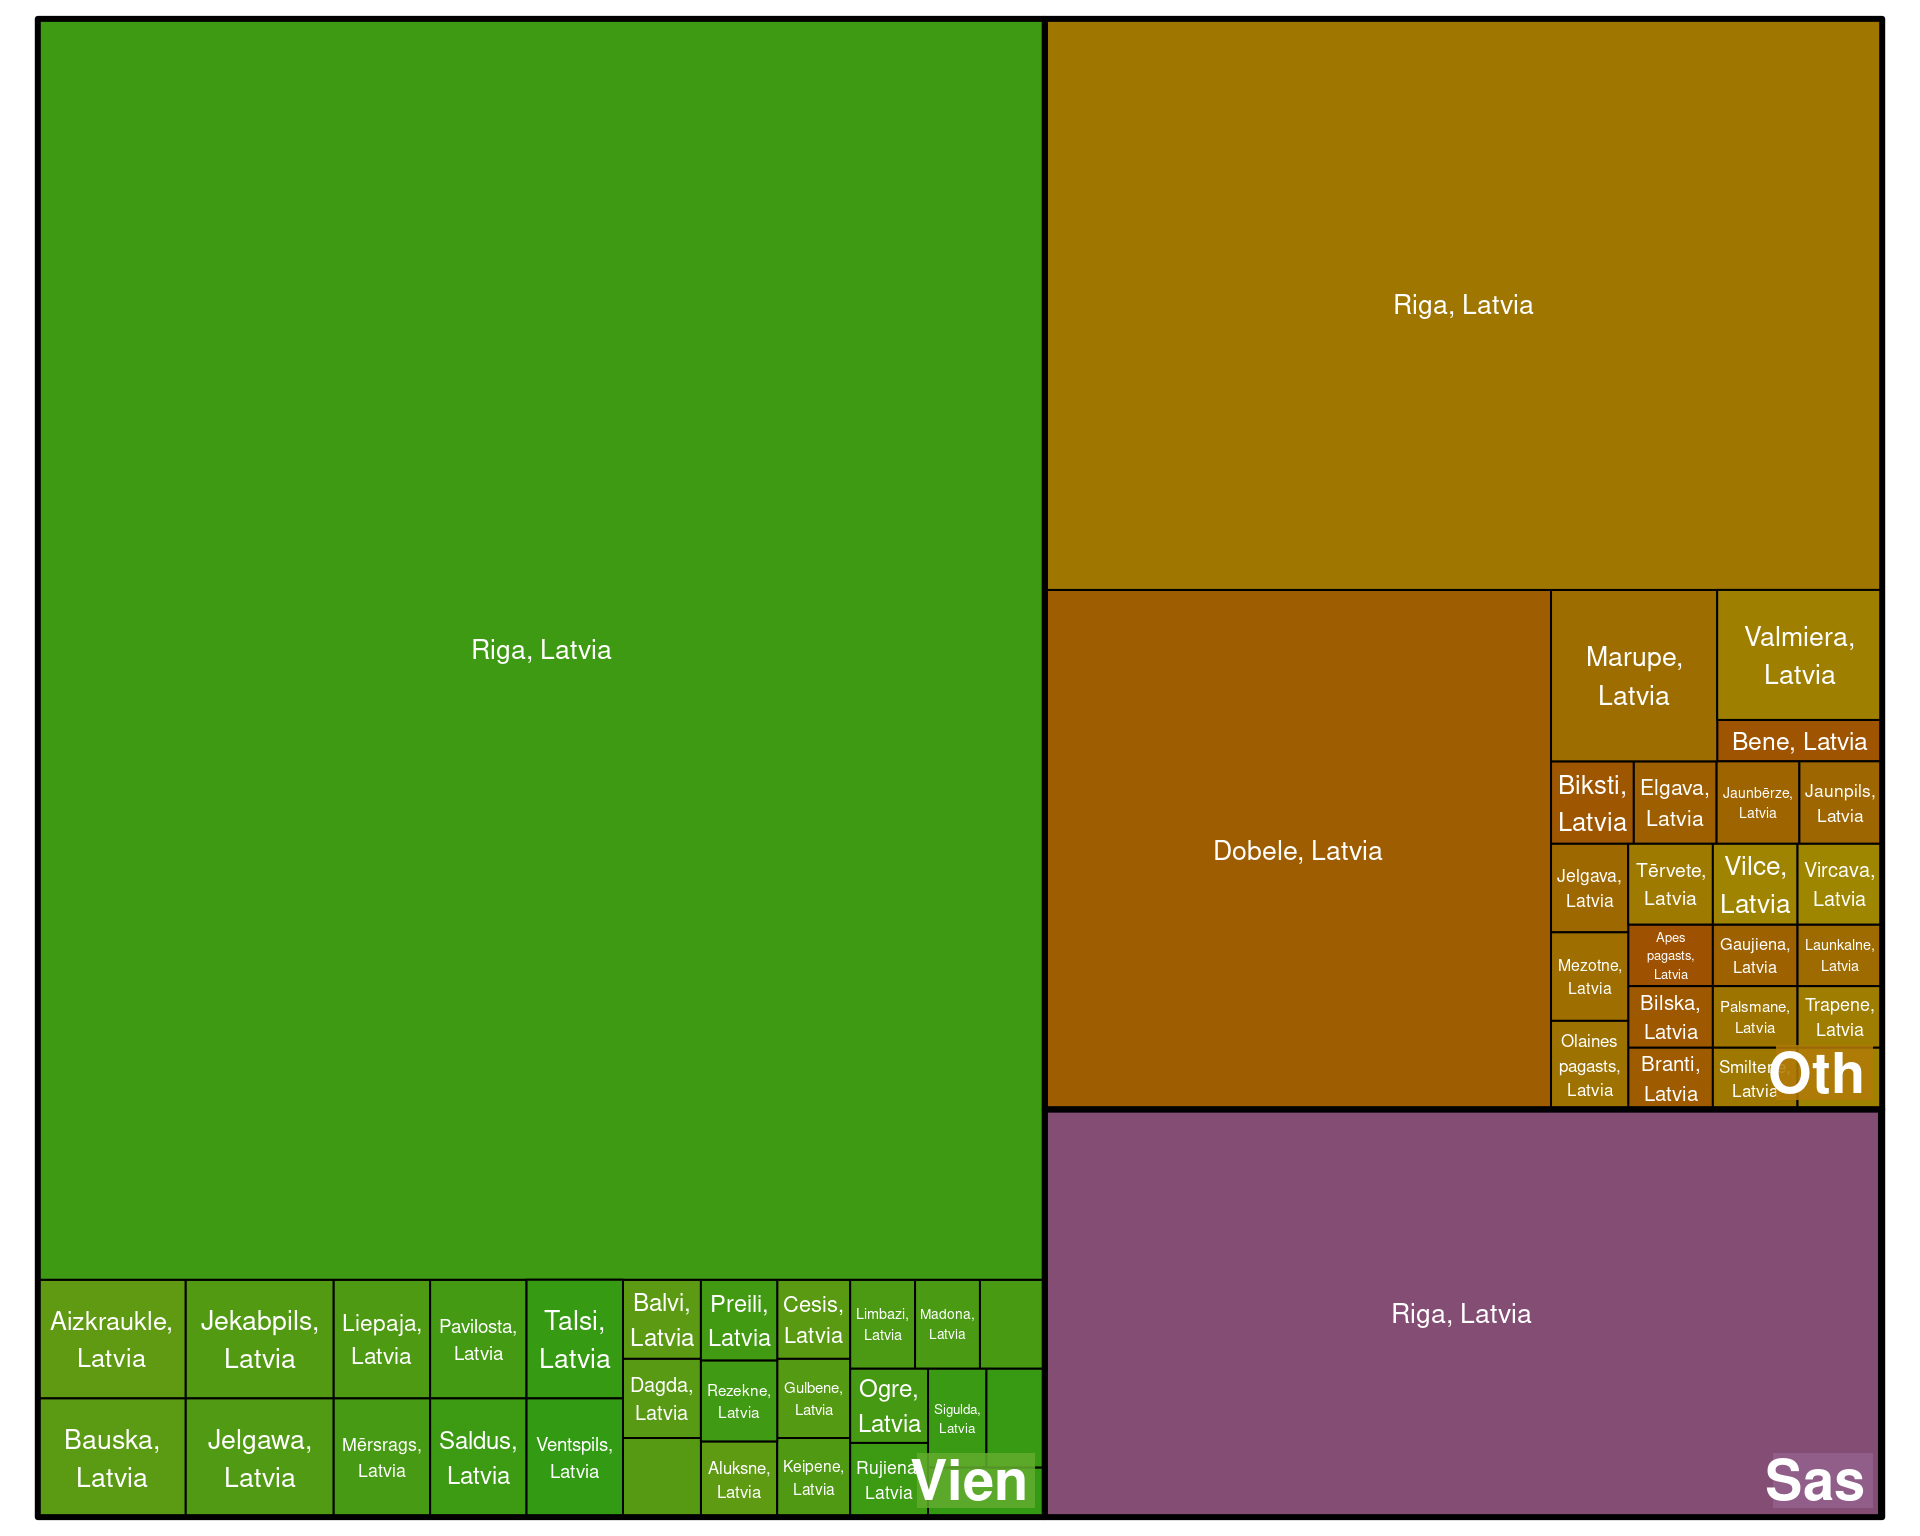 Riga, Latvia
Aizkraukle,
Latvia
Jekabpils,
Latvia
Liepaja,
Latvia
Pavilosta,
Latvia
Talsi,
Latvia
Balvi,
Latvia
Preili,
Latvia
Cesis,
Latvia
Limbazi,
Latvia
Madona,
Latvia
Dagda,
Latvia
Rezekne,
Latvia
Gulbene,
Latvia
Ogre,
Latvia
Sigulda,
Latvia
Bauska,
Latvia
Jelgawa,
Latvia
Mērsrags,
Latvia
Saldus,
Latvia
Ventspils,
Latvia
Aluksne,
Latvia
Keipene,
Latvia
Rujiena
Latvia
Vien
Riga, Latvia
Dobele, Latvia
Marupe,
Latvia
Valmiera,
Latvia
Bene, Latvia
Biksti,
Latvia
Elgava,
Latvia
Jaunbērze,
Latvia
Jaunpils,
Latvia
Jelgava,
Latvia
Tērvete,
Latvia
Vilce,
Latvia
Vircava,
Latvia
Mezotne,
Latvia
Apes
pagasts,
Latvia
Gaujiena,
Latvia
Launkalne,
Latvia
Bilska,
Latvia
Palsmane,
Latvia
Trapene,
Latvia
Olaines
pagasts,
Latvia
Branti,
Latvia
Smiltene,
Latvia
Oth
Riga, Latvia
Sas